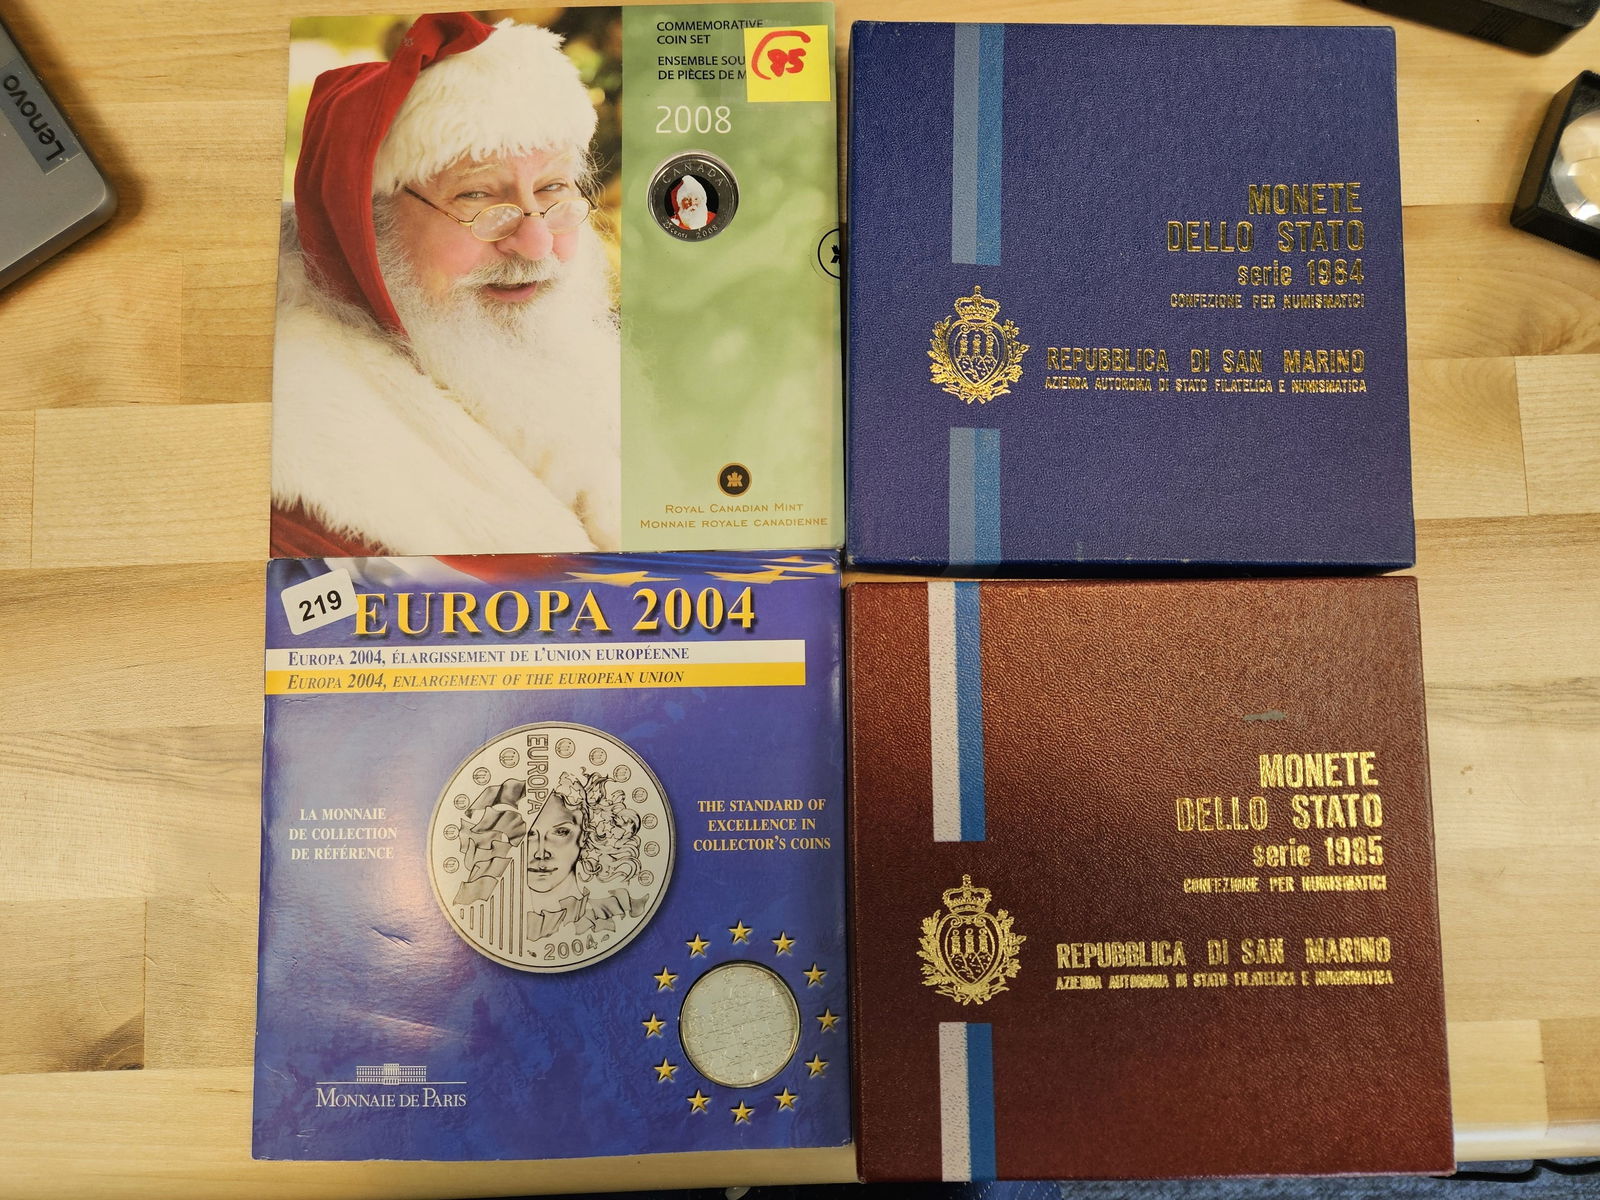 COMMEMORATIVE
COIN SET
ENSEMBLE SOU
DE PIÈCES DE M
85
2008
CANADA
25 cents 2008
ROYAL CANADIAN MINT
MONNAIE ROYALE CANADIENNE
MONETE
DELLO STATO
serie 1984
CONFEZIONE PER NUMISMATICI
REPUBBLICA DI SAN MARINO
AZIENDA AUTONOMA DI STATO FILATELICA E NUMISMATICA
219
EUROPA 2004
EUROPA 2004, ÉLARGISSEMENT DE L'UNION EUROPÉENNE
EUROPA 2004, ENLARGEMENT OF THE EUROPEAN UNION
EUROPA
2004
LA MONNAIE
DE COLLECTION
DE RÉFÉRENCE
THE STANDARD OF
EXCELLENCE IN
COLLECTOR'S COINS
MONNAIE DE PARIS
MONETE
DELLO STATO
serie 1985
CONFEZIONE PER NUMISMATICI
REPUBBLICA DI SAN MARINO
AZIENDA AUTONOMA DI STATO FILATELICA E NUMISMATICA
Lenovo